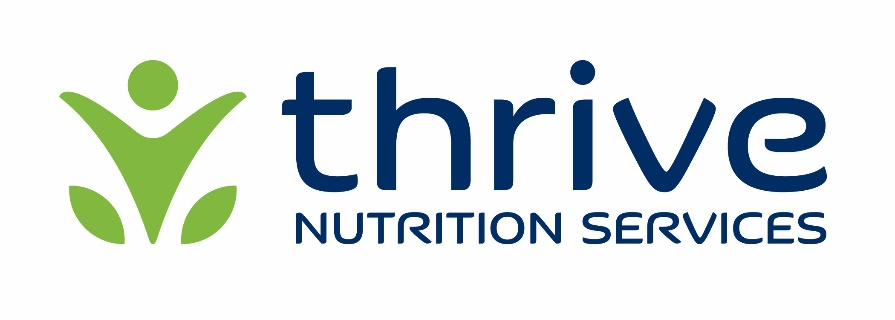 thrive
NUTRITION SERVICES